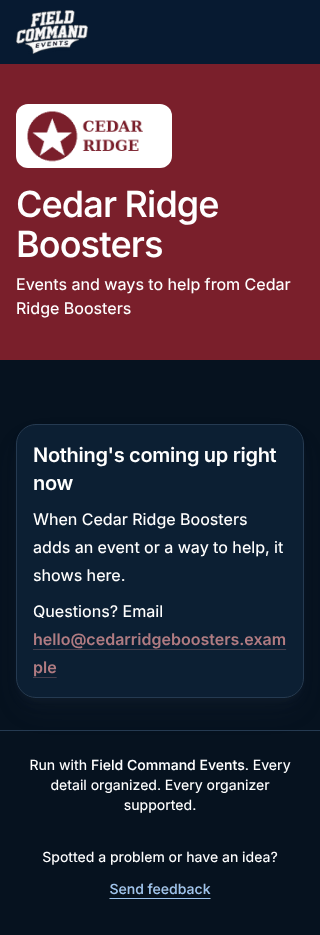 FIELD
COMMAND
EVENTS
CEDAR
RIDGE
Cedar Ridge
Boosters
Events and ways to help from Cedar
Ridge Boosters
Nothing's coming up right
now
When Cedar Ridge Boosters
adds an event or a way to help, it
shows here.
Questions? Email
hello@cedarridgeboosters.exam
ple
Run with Field Command Events. Every
detail organized. Every organizer
supported.
Spotted a problem or have an idea?
Send feedback